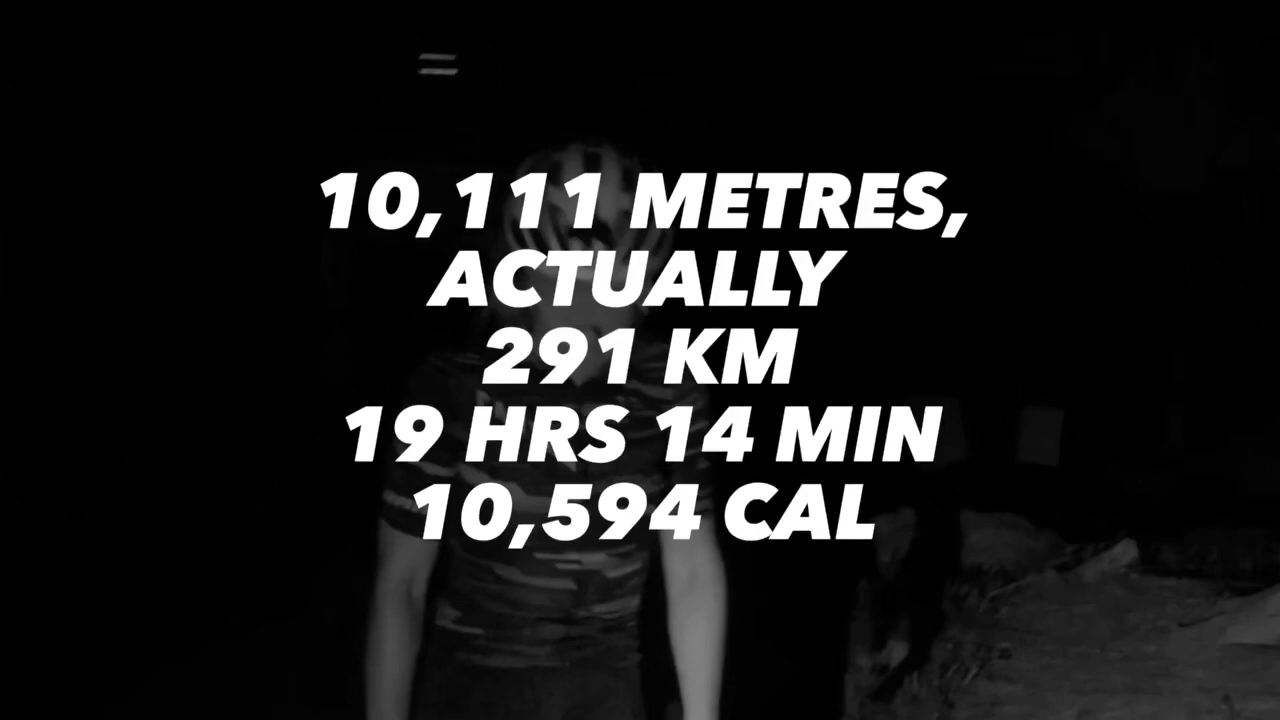 10,111 METRES,
ACTUALLY
291 KM
19 HRS 14 MIN
10,594 CAL